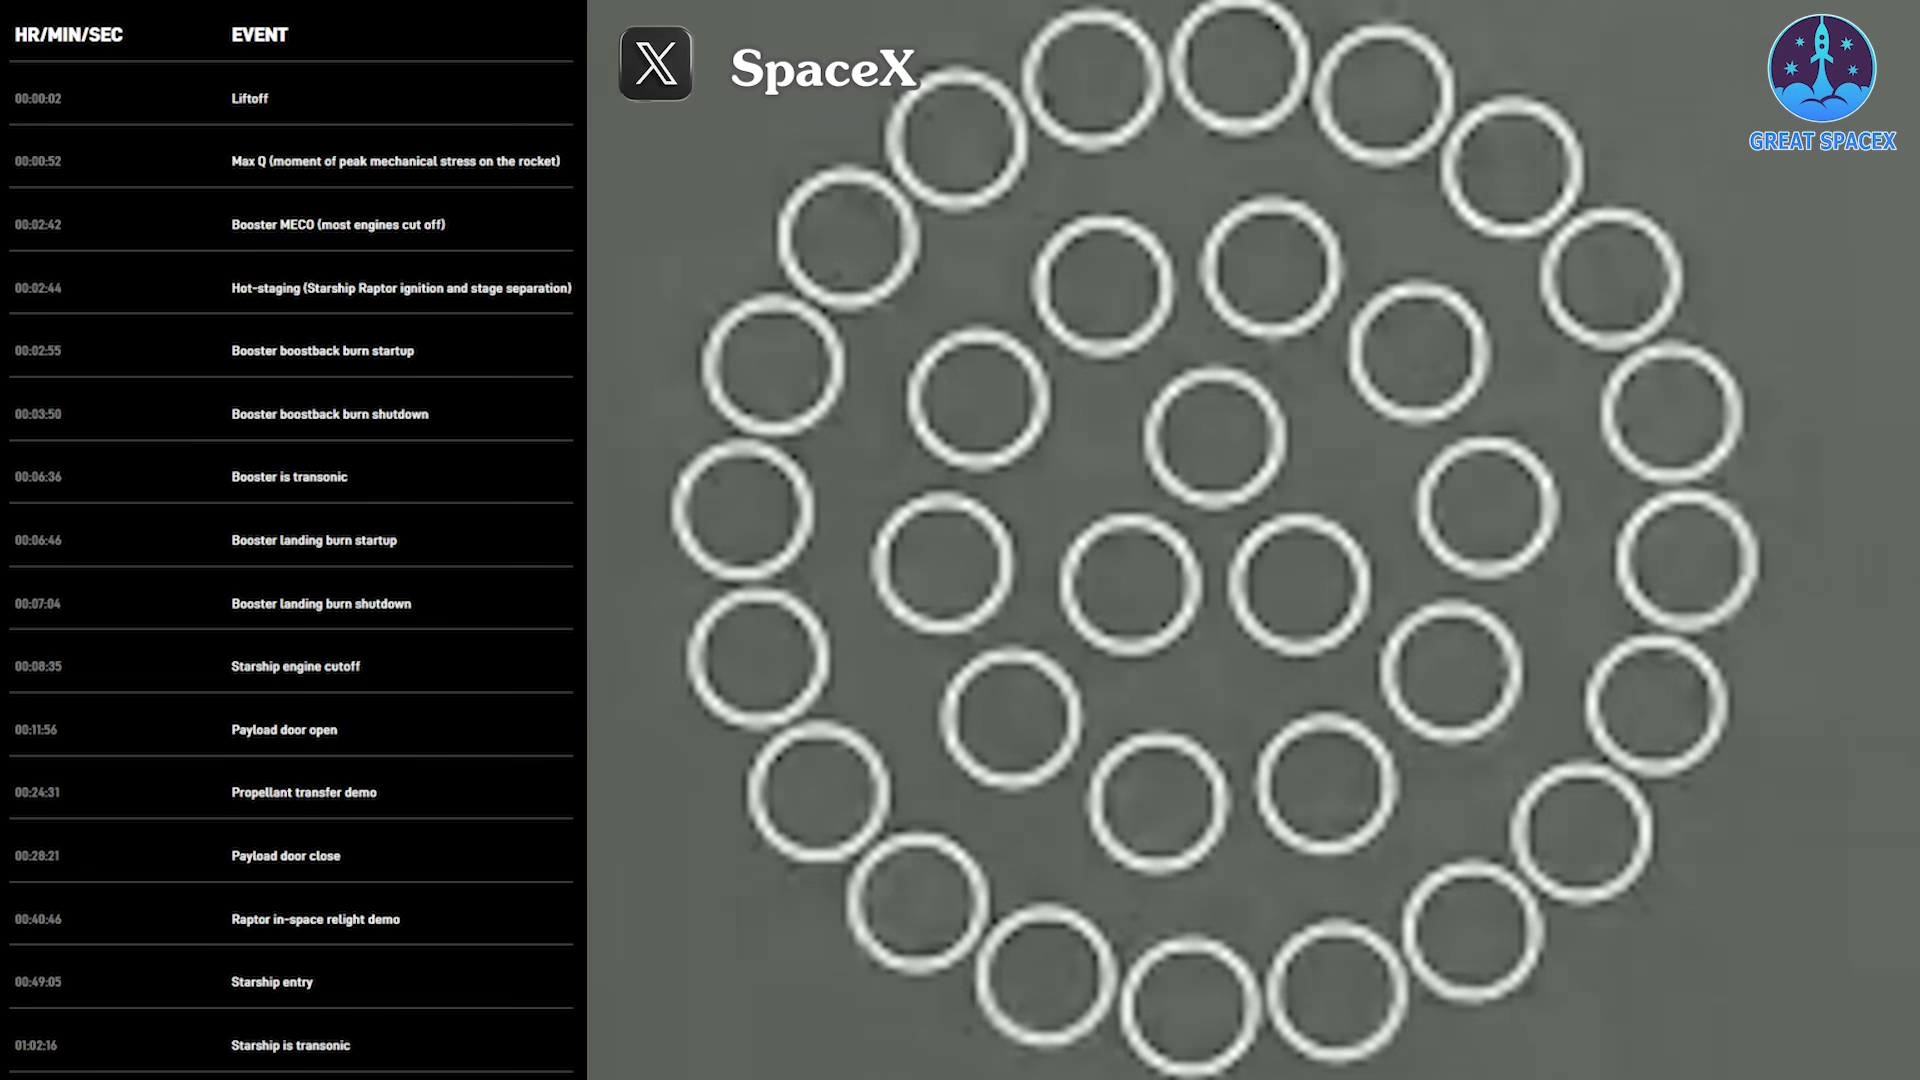 HR/MIN/SEC EVENT
00:00:02 Liftoff
00:00:52 Max Q (moment of peak mechanical stress on the rocket)
00:02:42 Booster MECO (most engines cut off)
00:02:44 Hot-staging (Starship Raptor ignition and stage separation)
00:02:55 Booster boostback burn startup
00:03:50 Booster boostback burn shutdown
00:06:36 Booster is transonic
00:06:46 Booster landing burn startup
00:07:04 Booster landing burn shutdown
00:08:35 Starship engine cutoff
00:11:56 Payload door open
00:24:31 Propellant transfer demo
00:28:21 Payload door close
00:40:46 Raptor in-space relight demo
00:49:05 Starship entry
01:02:16 Starship is transonic
X SpaceX
GREAT SPACEX